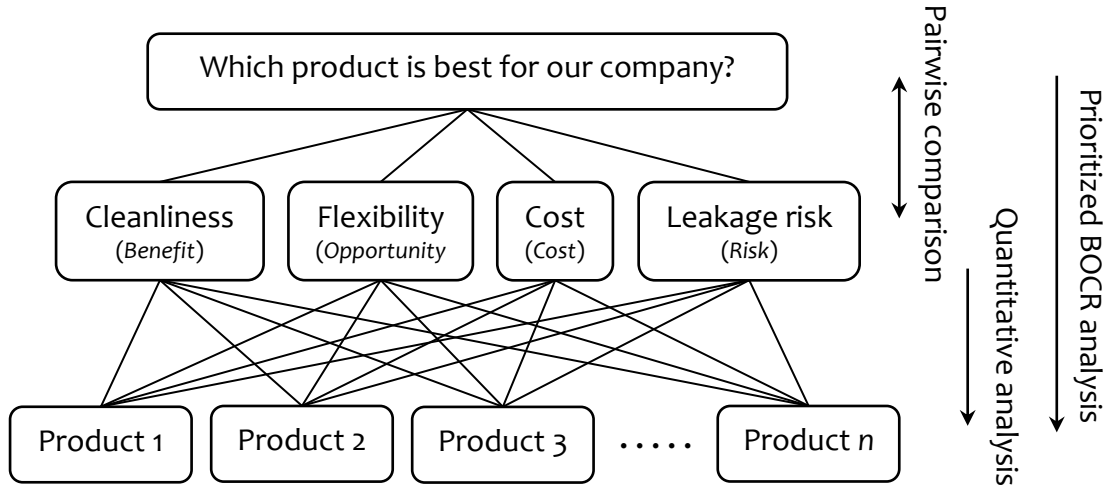 Which product is best for our company?
Cleanliness
(Benefit)
Flexibility
(Opportunity
Cost
(Cost)
Leakage risk
(Risk)
Product 1
Product 2
Product 3
.....
Product n
Pairwise comparison
Quantitative analysis
Prioritized BOCR analysis